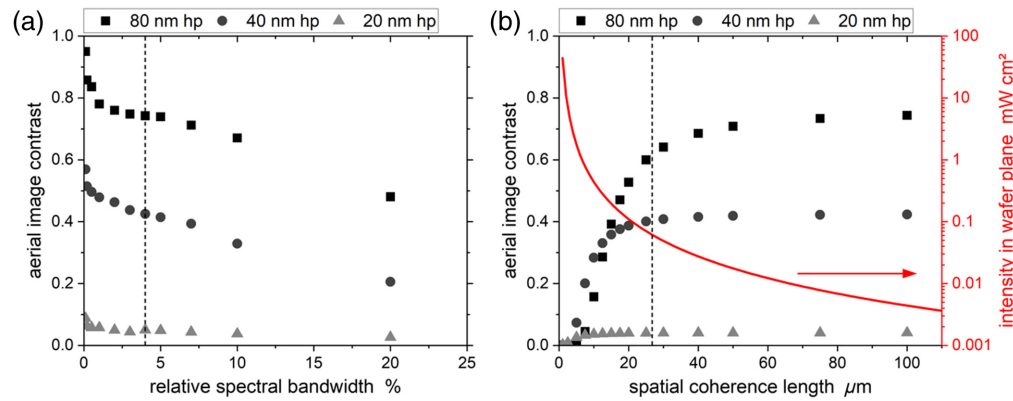 (a)
80 nm hp 40 nm hp 20 nm hp
1.0
0.8
0.6
0.4
0.2
0.0
aerial image contrast
0 5 10 15 20 25
relative spectral bandwidth %
(b)
80 nm hp 40 nm hp 20 nm hp
1.0
0.8
0.6
0.4
0.2
0.0
aerial image contrast
0 20 40 60 80 100
spatial coherence length µm
100
10
1
0.1
0.01
0.001
intensity in wafer plane mW cm²